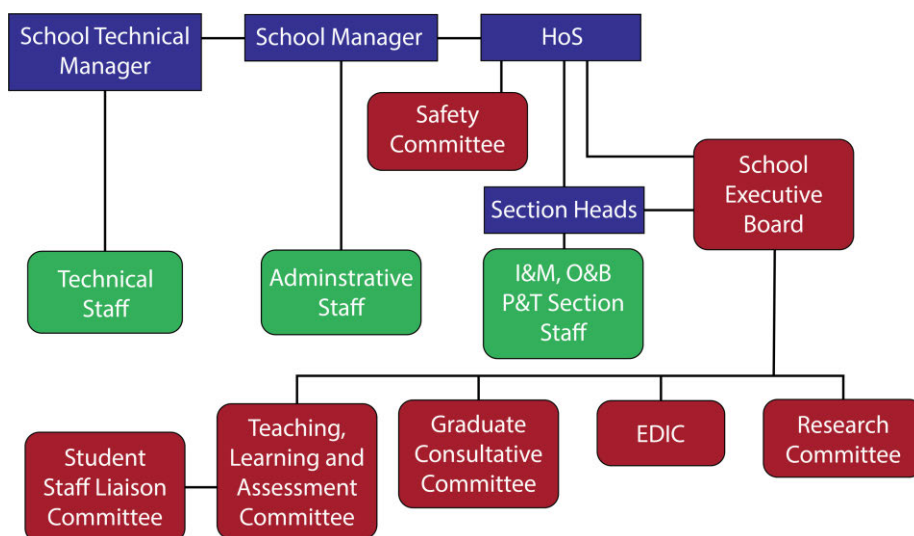 School Technical
Manager
School Manager
HoS
Safety
Committee
School
Executive
Board
Section Heads
Technical
Staff
Adminstrative
Staff
I&M, O&B
P&T Section
Staff
Student
Staff Liaison
Committee
Teaching,
Learning and
Assessment
Committee
Graduate
Consultative
Committee
EDIC
Research
Committee